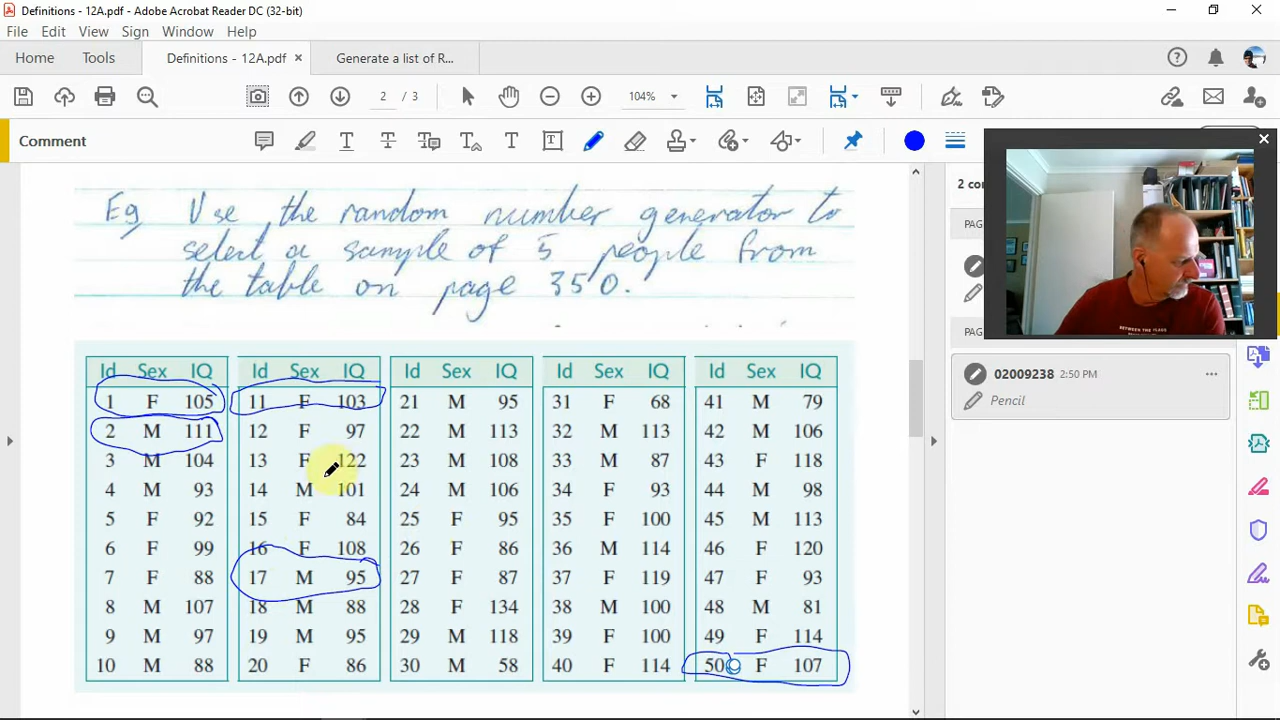 Definitions - 12A.pdf - Adobe Acrobat Reader DC (32-bit)
File Edit View Sign Window Help
Home Tools Definitions - 12A.pdf × Generate a list of R...
2 / 3 104%
Comment
2 con
PAG
PAG
02009238 2:50 PM ...
Pencil
Eg Use the random number generator to
select a sample of 5 people from
the table on page 350.
Id Sex IQ Id Sex IQ Id Sex IQ Id Sex IQ Id Sex IQ
1 F 105 11 F 103 21 M 95 31 F 68 41 M 79
2 M 111 12 F 97 22 M 113 32 M 113 42 M 106
3 M 104 13 F 122 23 M 108 33 M 87 43 F 118
4 M 93 14 M 101 24 M 106 34 F 93 44 M 98
5 F 92 15 F 84 25 F 95 35 F 100 45 M 113
6 F 99 16 F 108 26 F 86 36 M 114 46 F 120
7 F 88 17 M 95 27 F 87 37 F 119 47 F 93
8 M 107 18 M 88 28 F 134 38 M 100 48 M 81
9 M 97 19 M 95 29 M 118 39 F 100 49 F 114
10 M 88 20 F 86 30 M 58 40 F 114 50 F 107